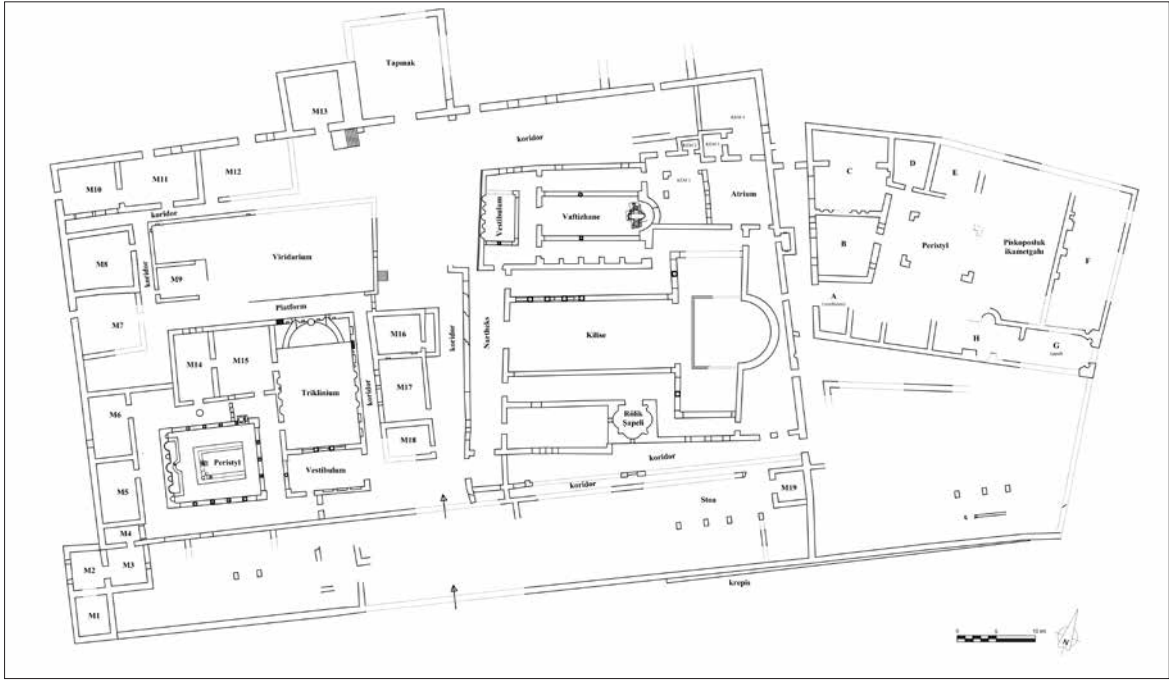 Tapınak
M13
koridor
M10
M11
M12
koridor
Atrium
C
D
E
Vestibulum
Vaftizhane
M8
koridor
M9
Viridarium
B
Peristyl
Piskoposluk
ikametgahı
F
M7
Platform
A
M16
koridor
Nartheks
Kilise
H
G
M14
M15
Triklinium
koridor
M17
M6
Rölik
Şapeli
M18
Peristyl
Vestibulum
koridor
koridor
M5
Stoa
M19
M4
M2
M3
krepis
M1
N